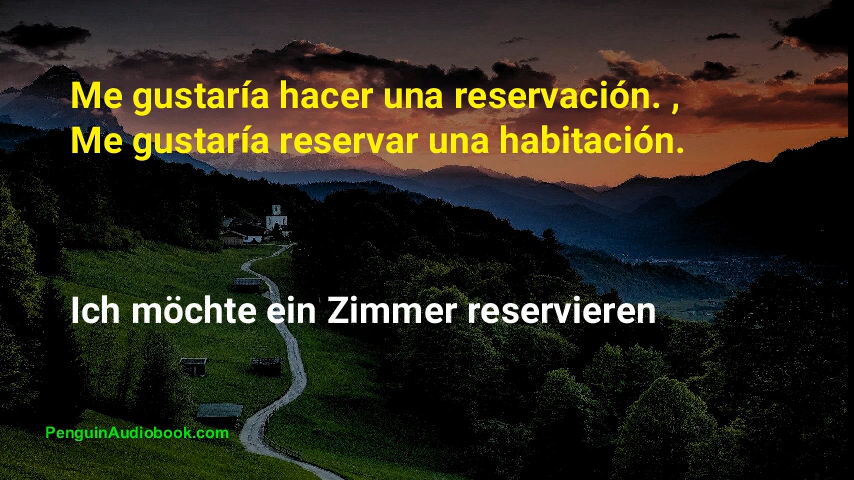 Me gustaría hacer una reservación. ,
Me gustaría reservar una habitación.
Ich möchte ein Zimmer reservieren
PenguinAudiobook.com